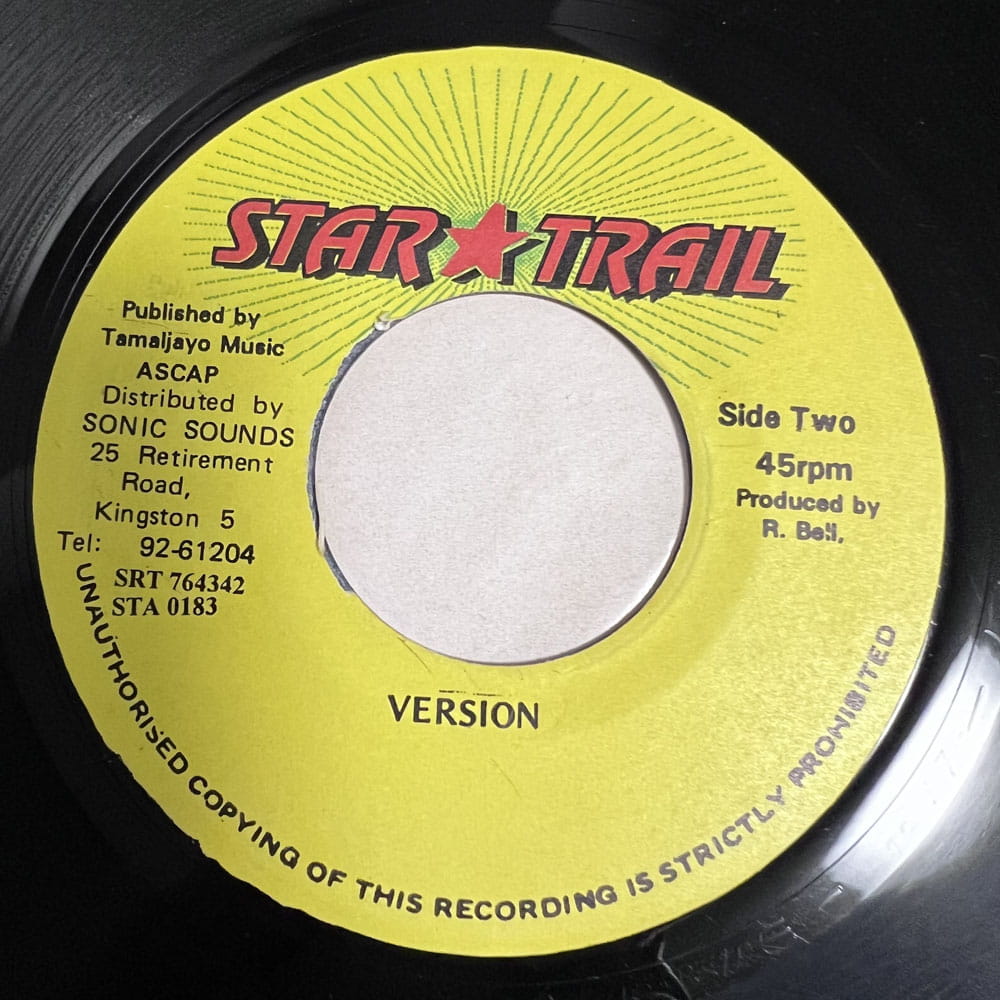 STAR TRAIL
Published by
Tamaljayo Music
ASCAP
Distributed by
SONIC SOUNDS
25 Retirement
Road,
Kingston 5
Tel: 92-61204
SRT 764342
STA 0183
Side Two
45rpm
Produced by
R. Bell,
VERSION
UNAUTHORISED COPYING OF THIS RECORDING IS STRICTLY PROHIBITED